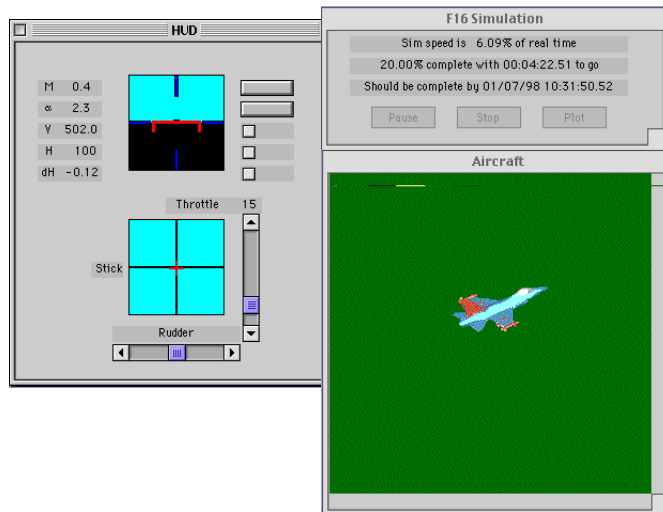 HUD
M 0.4
α 2.3
V 502.0
H 100
dH -0.12
Throttle 15
Stick
Rudder
F16 Simulation
Sim speed is 6.09% of real time
20.00% complete with 00:04:22.51 to go
Should be complete by 01/07/98 10:31:50.52
Pause Stop Plot
Aircraft